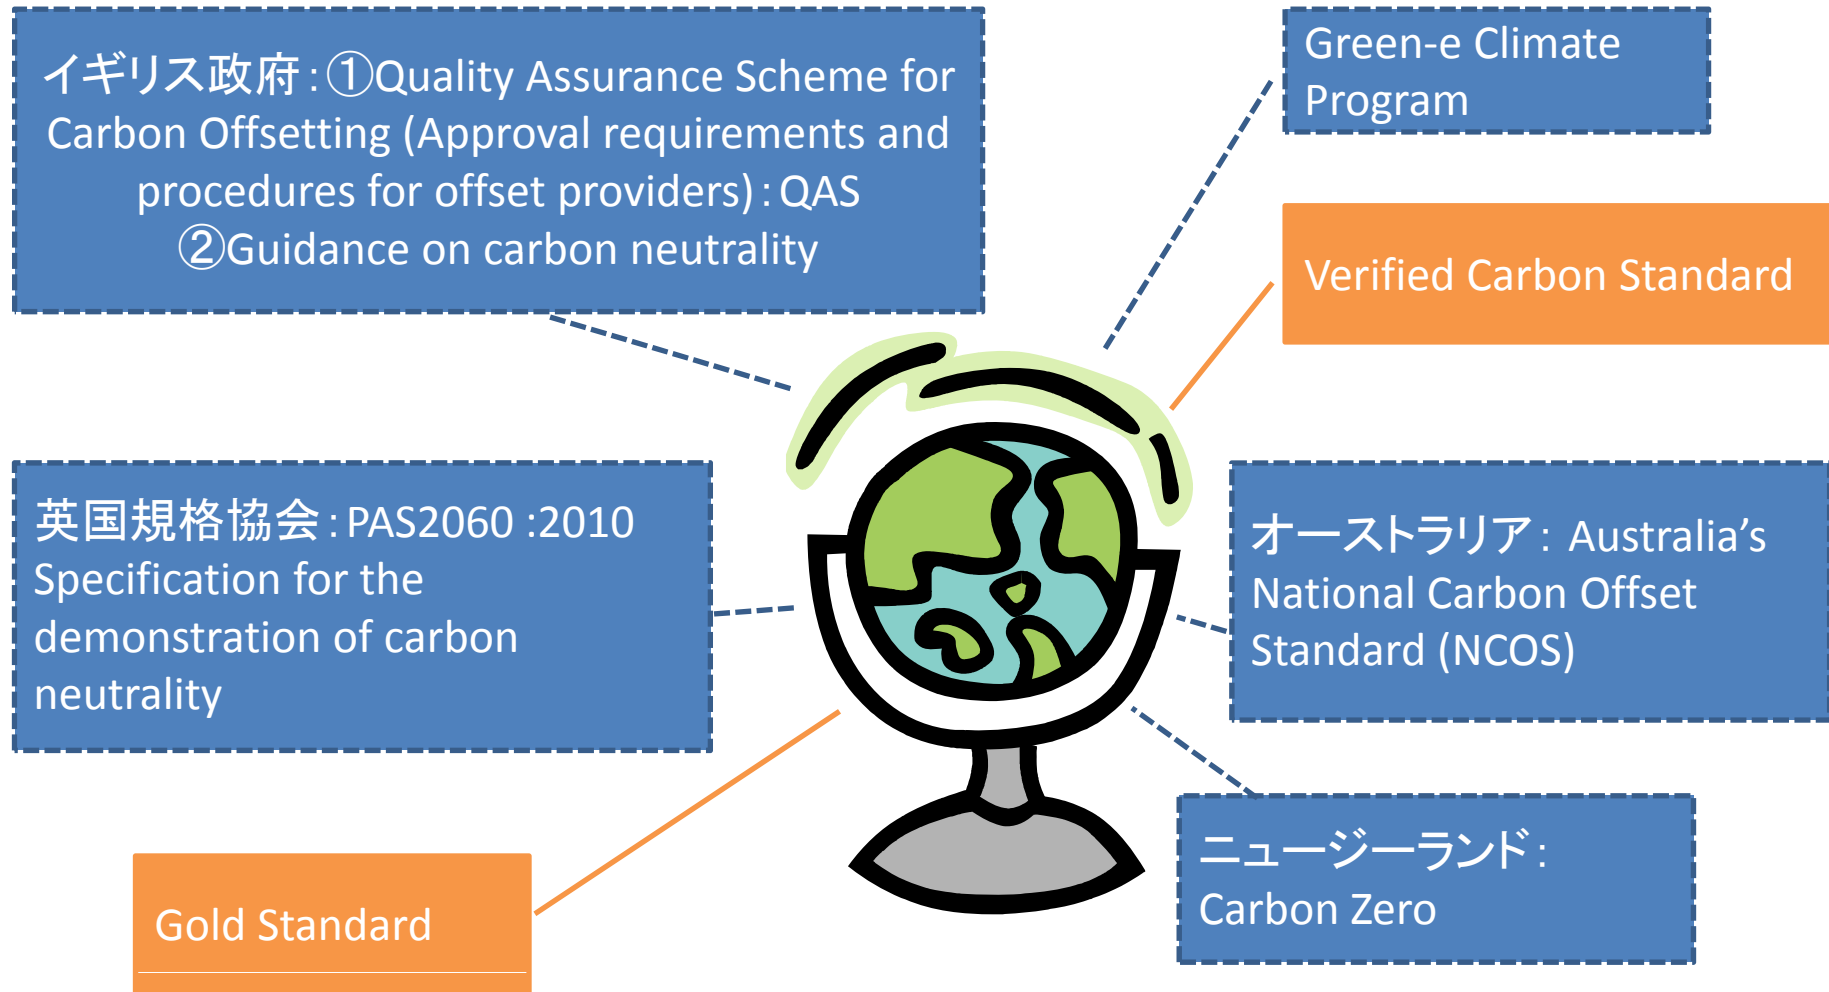 イギリス政府：①Quality Assurance Scheme for
Carbon Offsetting (Approval requirements and
procedures for offset providers)：QAS
②Guidance on carbon neutrality
Green-e Climate
Program
Verified Carbon Standard
英国規格協会：PAS2060 :2010
Specification for the
demonstration of carbon
neutrality
オーストラリア： Australia’s
National Carbon Offset
Standard (NCOS)
ニュージーランド：
Carbon Zero
Gold Standard